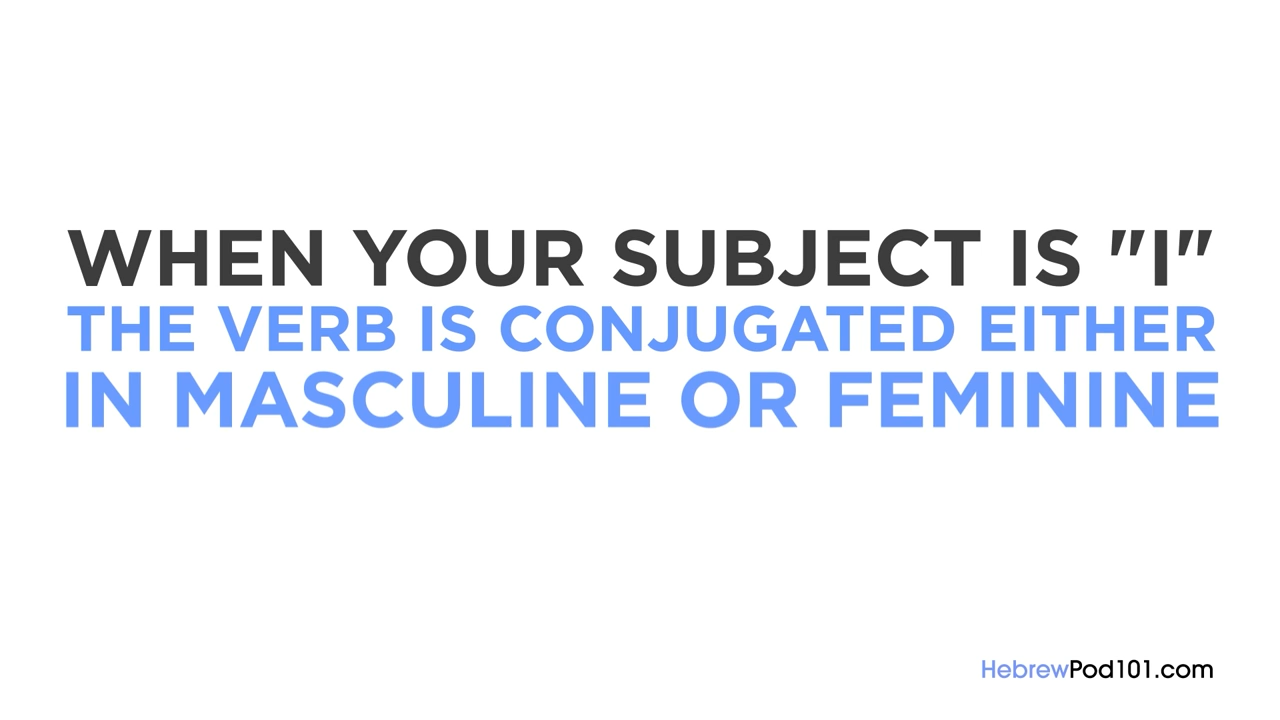 WHEN YOUR SUBJECT IS "I"
THE VERB IS CONJUGATED EITHER
IN MASCULINE OR FEMININE
HebrewPod101.com